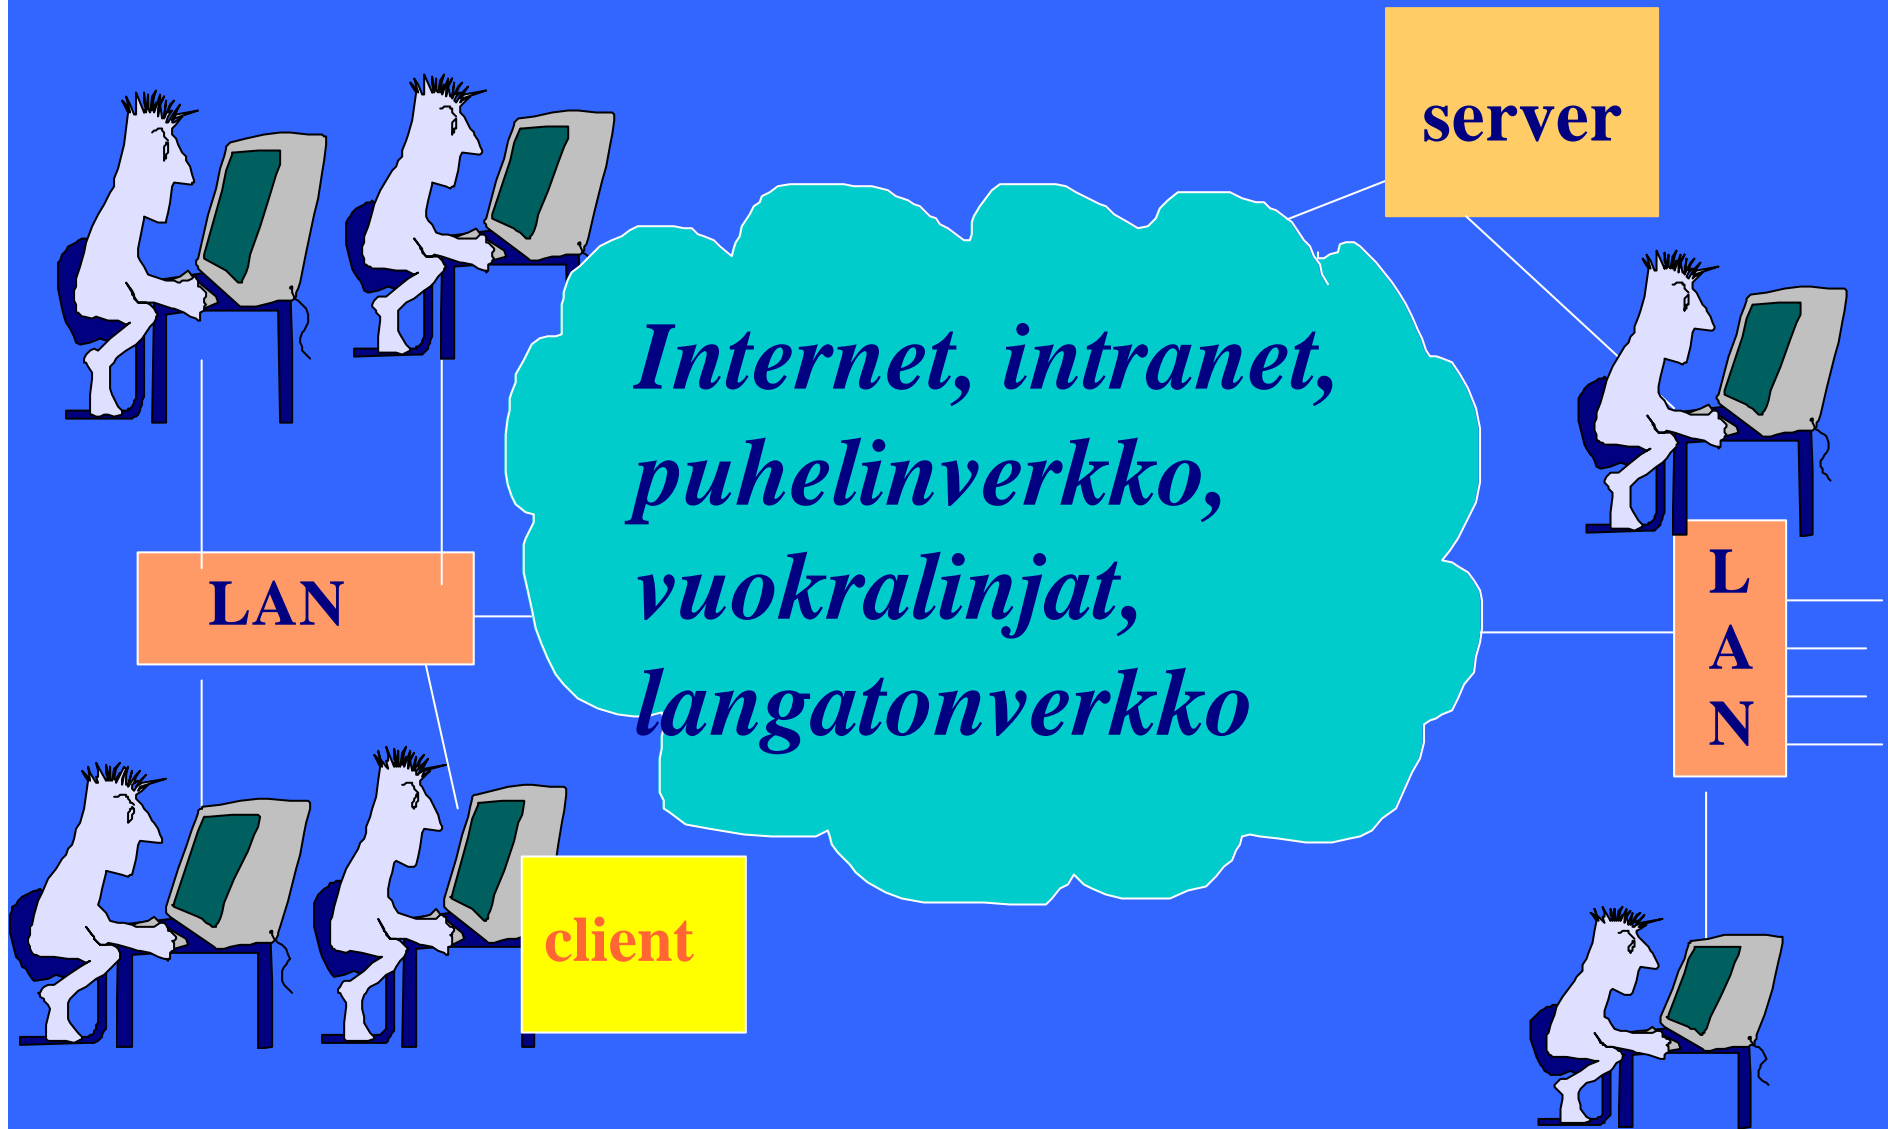 server
Internet, intranet,
puhelinverkko,
vuokralinjat,
langatonverkko
LAN
L
A
N
client